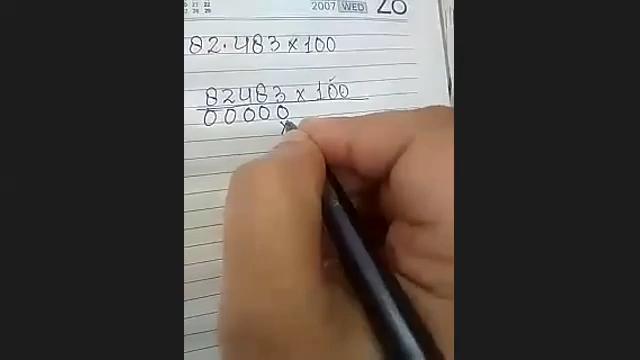 2007 WED 26
82.483 × 100
82483 × 100
00000
×